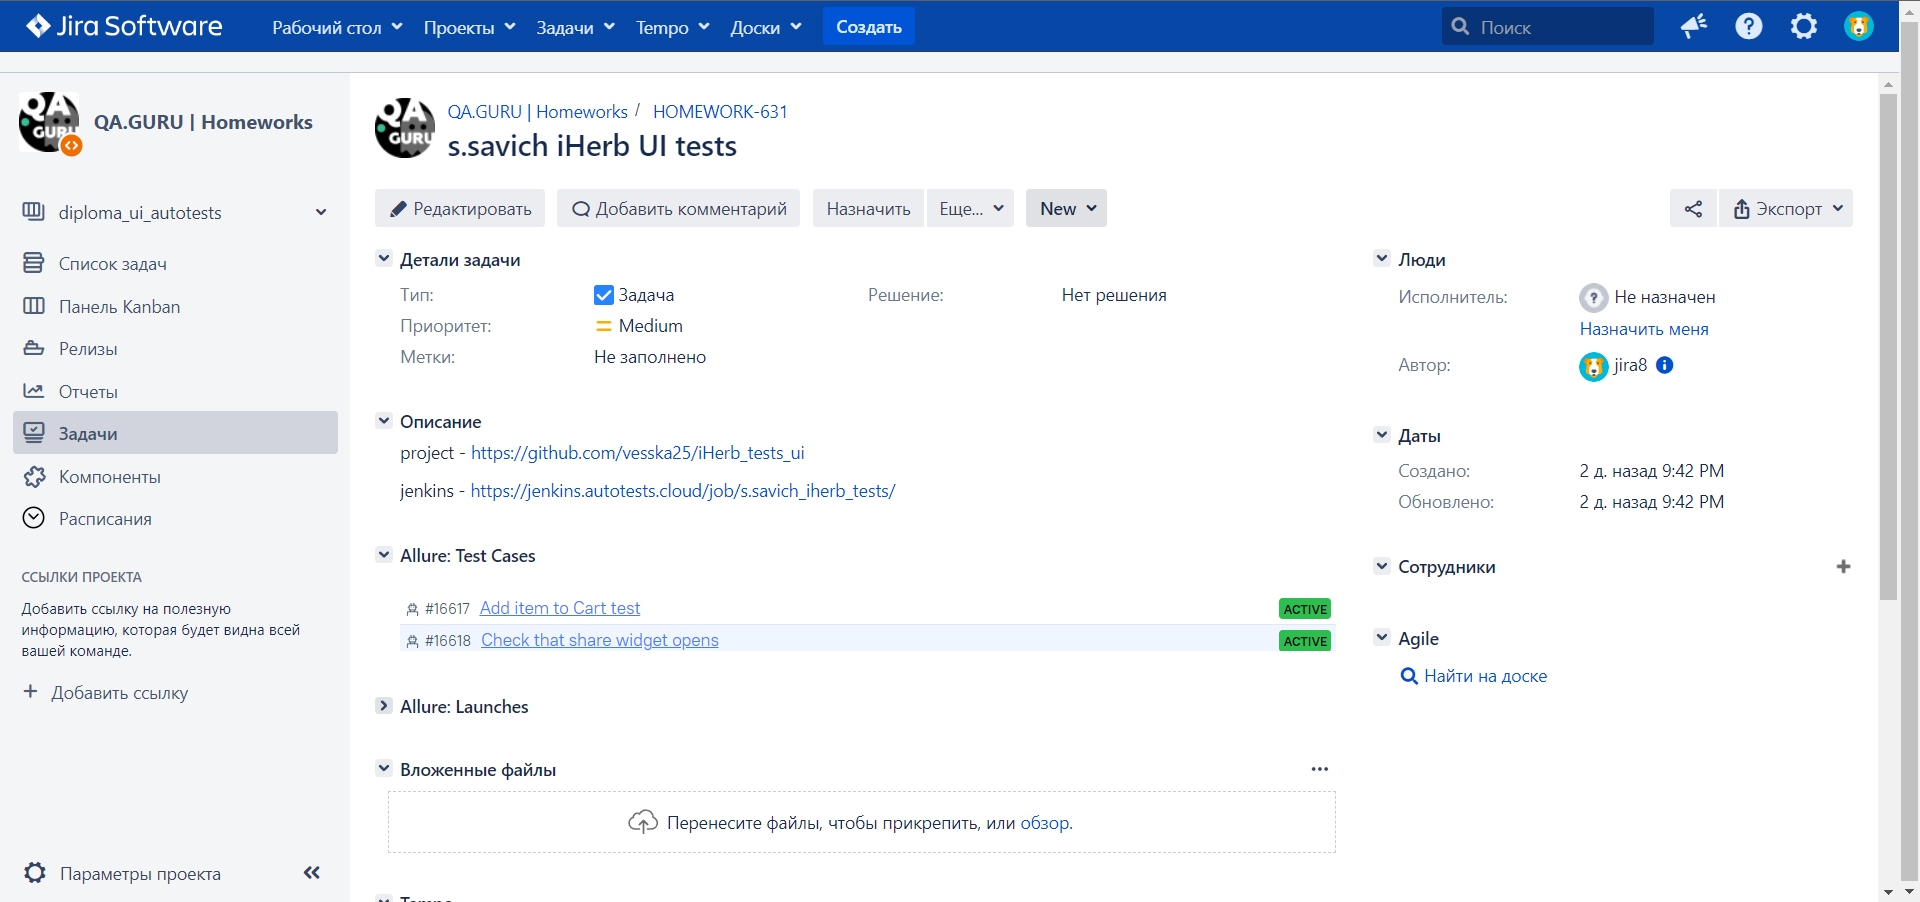 Jira Software
Рабочий стол
Проекты
Задачи
Tempo
Доски
Создать
Поиск
QA.GURU | Homeworks
diploma_ui_autotests
Список задач
Панель Kanban
Релизы
Отчеты
Задачи
Компоненты
Расписания
ССЫЛКИ ПРОЕКТА
Добавить ссылку на полезную
информацию, которая будет видна всей
вашей команде.
+ Добавить ссылку
Параметры проекта
QA.GURU | Homeworks / HOMEWORK-631
s.savich iHerb UI tests
Редактировать
Добавить комментарий
Назначить
Еще...
New
Экспорт
Детали задачи
Тип: Задача
Решение: Нет решения
Приоритет: Medium
Метки: Не заполнено
Описание
project - https://github.com/vesska25/iHerb_tests_ui
jenkins - https://jenkins.autotests.cloud/job/s.savich_iherb_tests/
Allure: Test Cases
#16617 Add item to Cart test ACTIVE
#16618 Check that share widget opens ACTIVE
Allure: Launches
Вложенные файлы
Перенесите файлы, чтобы прикрепить, или обзор.
Люди
Исполнитель: Не назначен
Назначить меня
Автор: jira8
Даты
Создано: 2 д. назад 9:42 PM
Обновлено: 2 д. назад 9:42 PM
Сотрудники
Agile
Найти на доске